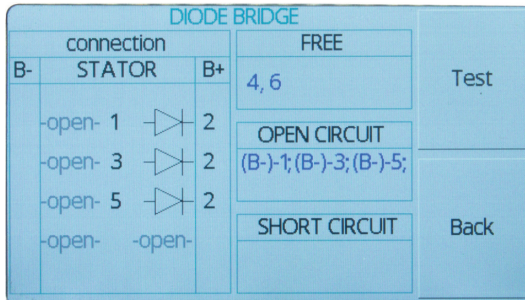 DIODE BRIDGE
connection
B- STATOR B+
-open- 1 2
-open- 3 2
-open- 5 2
-open- -open-
FREE
4, 6
OPEN CIRCUIT
(B-)-1; (B-)-3; (B-)-5;
SHORT CIRCUIT
Test
Back